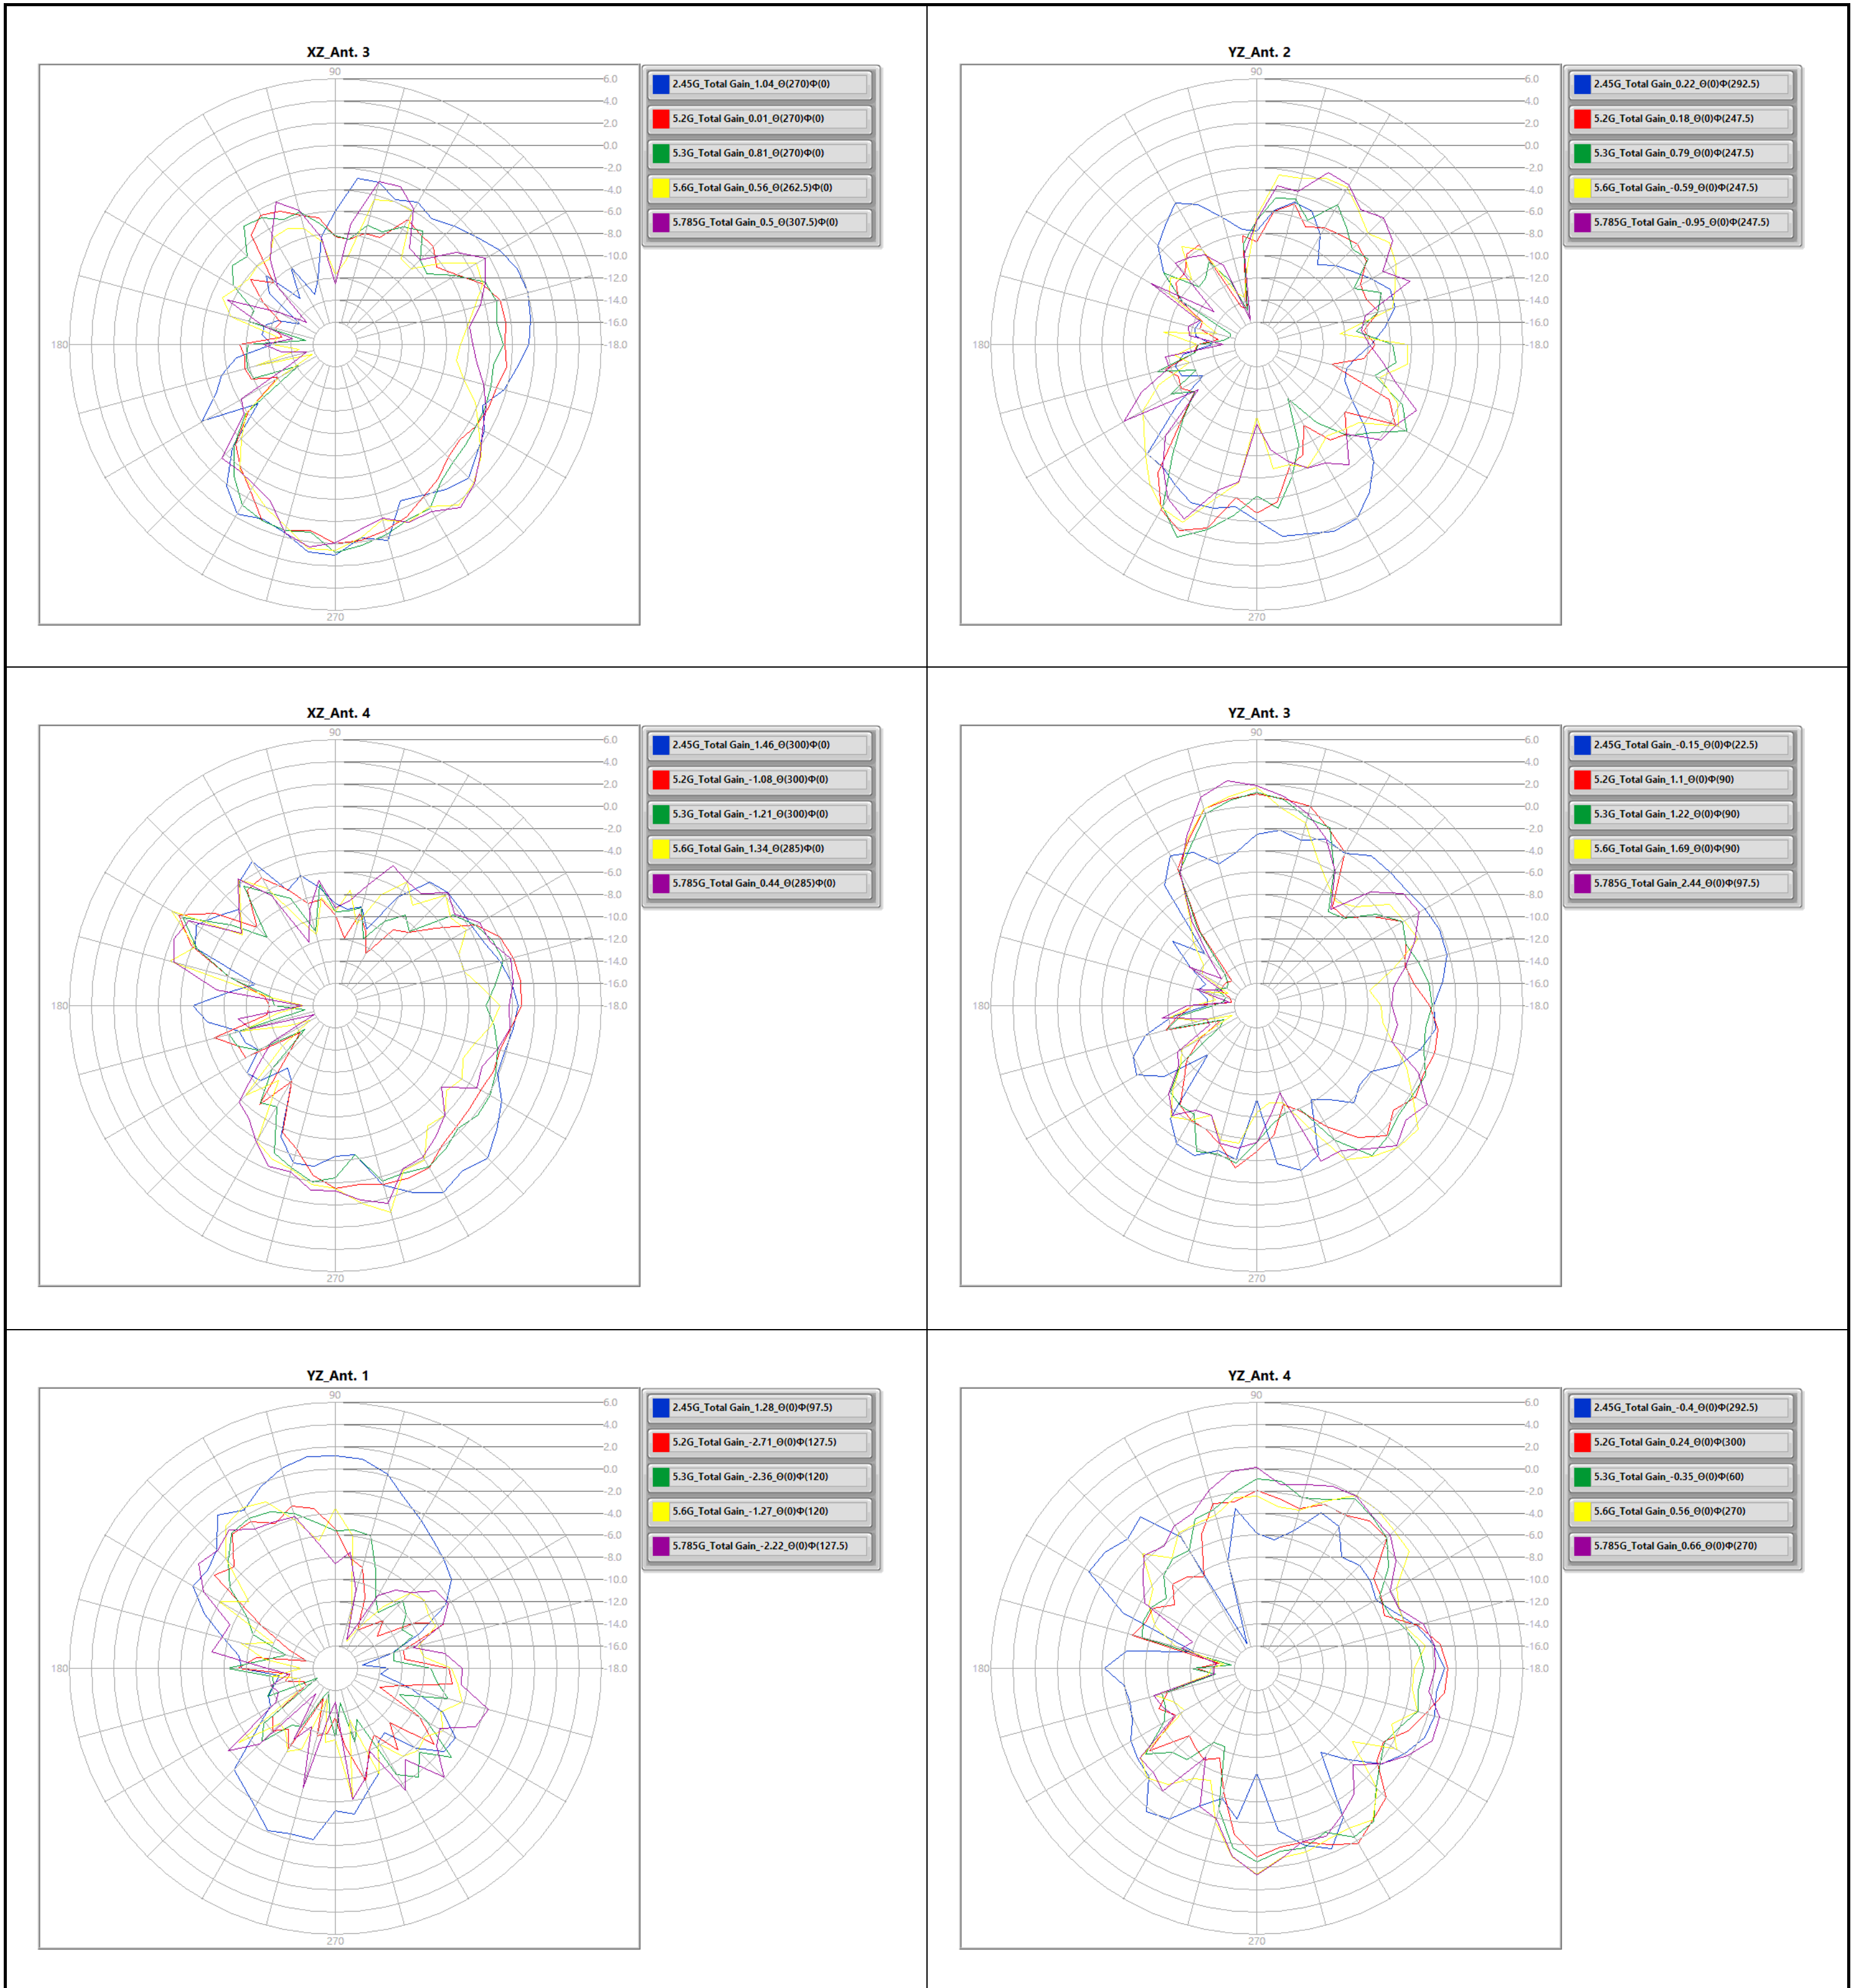 XZ_Ant. 3
90
6.0
4.0
2.0
0.0
-2.0
-4.0
-6.0
-8.0
-10.0
-12.0
-14.0
-16.0
-18.0
180
270
2.45G_Total Gain_1.04_Θ(270)Φ(0)
5.2G_Total Gain_0.01_Θ(270)Φ(0)
5.3G_Total Gain_0.81_Θ(270)Φ(0)
5.6G_Total Gain_0.56_Θ(262.5)Φ(0)
5.785G_Total Gain_0.5_Θ(307.5)Φ(0)
YZ_Ant. 2
90
6.0
4.0
2.0
0.0
-2.0
-4.0
-6.0
-8.0
-10.0
-12.0
-14.0
-16.0
-18.0
180
270
2.45G_Total Gain_0.22_Θ(0)Φ(292.5)
5.2G_Total Gain_0.18_Θ(0)Φ(247.5)
5.3G_Total Gain_0.79_Θ(0)Φ(247.5)
5.6G_Total Gain_-0.59_Θ(0)Φ(247.5)
5.785G_Total Gain_-0.95_Θ(0)Φ(247.5)
XZ_Ant. 4
90
6.0
4.0
2.0
0.0
-2.0
-4.0
-6.0
-8.0
-10.0
-12.0
-14.0
-16.0
-18.0
180
270
2.45G_Total Gain_1.46_Θ(300)Φ(0)
5.2G_Total Gain_-1.08_Θ(300)Φ(0)
5.3G_Total Gain_-1.21_Θ(300)Φ(0)
5.6G_Total Gain_1.34_Θ(285)Φ(0)
5.785G_Total Gain_0.44_Θ(285)Φ(0)
YZ_Ant. 3
90
6.0
4.0
2.0
0.0
-2.0
-4.0
-6.0
-8.0
-10.0
-12.0
-14.0
-16.0
-18.0
180
270
2.45G_Total Gain_-0.15_Θ(0)Φ(22.5)
5.2G_Total Gain_1.1_Θ(0)Φ(90)
5.3G_Total Gain_1.22_Θ(0)Φ(90)
5.6G_Total Gain_1.69_Θ(0)Φ(90)
5.785G_Total Gain_2.44_Θ(0)Φ(97.5)
YZ_Ant. 1
90
6.0
4.0
2.0
0.0
-2.0
-4.0
-6.0
-8.0
-10.0
-12.0
-14.0
-16.0
-18.0
180
270
2.45G_Total Gain_1.28_Θ(0)Φ(97.5)
5.2G_Total Gain_-2.71_Θ(0)Φ(127.5)
5.3G_Total Gain_-2.36_Θ(0)Φ(120)
5.6G_Total Gain_-1.27_Θ(0)Φ(120)
5.785G_Total Gain_-2.22_Θ(0)Φ(127.5)
YZ_Ant. 4
90
6.0
4.0
2.0
0.0
-2.0
-4.0
-6.0
-8.0
-10.0
-12.0
-14.0
-16.0
-18.0
180
270
2.45G_Total Gain_-0.4_Θ(0)Φ(292.5)
5.2G_Total Gain_0.24_Θ(0)Φ(300)
5.3G_Total Gain_-0.35_Θ(0)Φ(60)
5.6G_Total Gain_0.56_Θ(0)Φ(270)
5.785G_Total Gain_0.66_Θ(0)Φ(270)